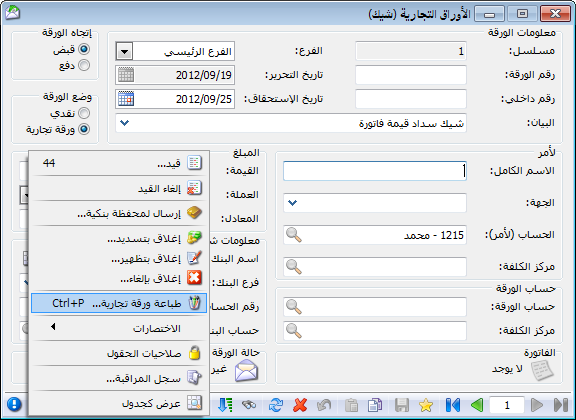 الأوراق التجارية (شيك)
معلومات الورقة
مسلسل: 1
الفرع: الفرع الرئيسي
رقم الورقة:
تاريخ التحرير: 2012/09/19
رقم داخلي:
تاريخ الإستحقاق: 2012/09/25
البيان: شيك سداد قيمة فاتورة
إتجاه الورقة
قبض
دفع
وضع الورقة
نقدي
ورقة تجارية
لأمر
الاسم الكامل: أ
الجهة:
الحساب (لأمر): 1215 - محمد
مركز الكلفة:
حساب الورقة
حساب الورقة:
مركز الكلفة:
الفاتورة
لا يوجد
المبلغ
القيمة:
العملة:
المعادل:
معلومات
اسم البنك
فرع البنك:
رقم
حساب
حالة الورقة
غير
قيد... 44
إلغاء القيد
إرسال لمحفظة بنكية...
إغلاق بتسديد...
إغلاق بتظهير...
إغلاق بإلغاء...
طباعة ورقة تجارية... Ctrl+P
الاختصارات
صلاحيات الحقول
سجل المراقبة...
عرض كجدول
1